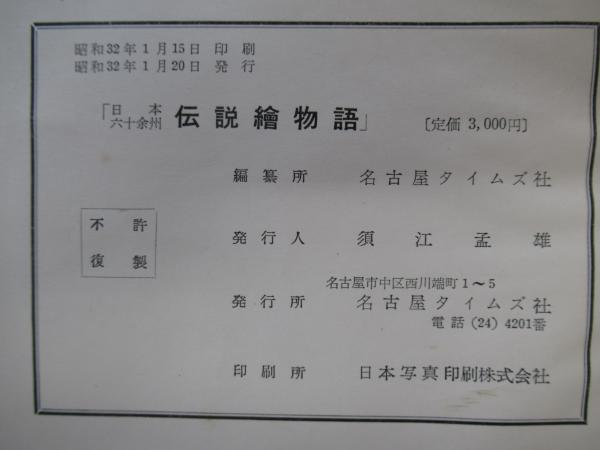 昭和32年1月15日 印刷
昭和32年1月20日 発行
「日本六十余州 伝説繪物語」 〔定価 3,000円〕
編纂所 名古屋タイムズ社
不許
復製
発行人 須江孟雄
名古屋市中区西川端町1～5
発行所 名古屋タイムズ社
電話 (24) 4201番
印刷所 日本写真印刷株式会社